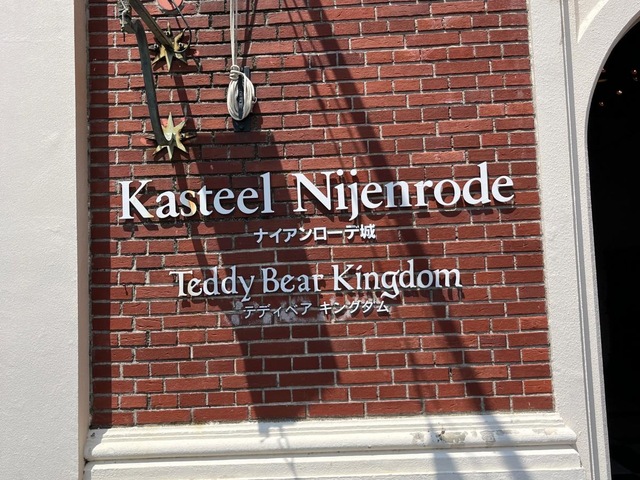 Kasteel Nijenrode
ナイアンローデ城
Teddy Bear Kingdom
テディベア キングダム